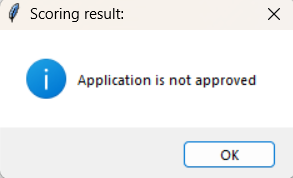 Scoring result:
Application is not approved
OK